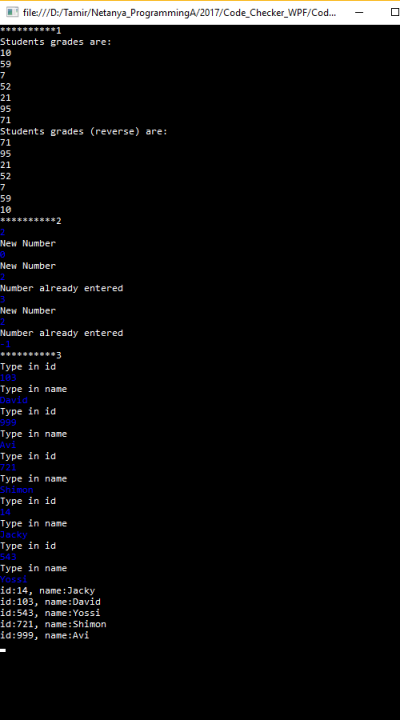 file:///D:/Tamir/Netanya_ProgrammingA/2017/Code_Checker_WPF/Cod...
**********1
Students grades are:
10
59
7
52
21
95
71
Students grades (reverse) are:
71
95
21
52
7
59
10
**********2
2
New Number
0
New Number
2
Number already entered
3
New Number
2
Number already entered
-1
**********3
Type in id
103
Type in name
David
Type in id
999
Type in name
Avi
Type in id
721
Type in name
Shimon
Type in id
14
Type in name
Jacky
Type in id
543
Type in name
Yossi
id:14, name:Jacky
id:103, name:David
id:543, name:Yossi
id:721, name:Shimon
id:999, name:Avi